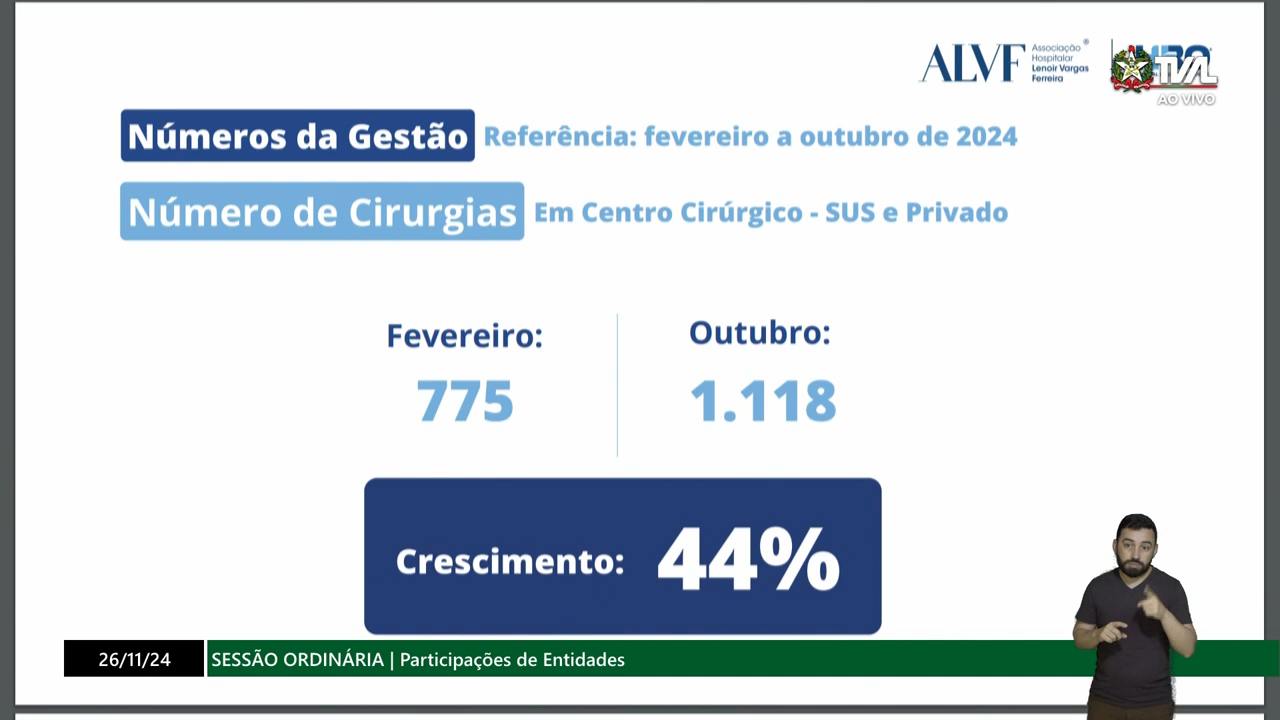 ALVF
Associação
Hospitalar
Lenoir Vargas
Ferreira
TVAL
AO VIVO
Números da Gestão Referência: fevereiro a outubro de 2024
Número de Cirurgias Em Centro Cirúrgico - SUS e Privado
Fevereiro: Outubro:
775 1.118
Crescimento: 44%
26/11/24 SESSÃO ORDINÁRIA | Participações de Entidades